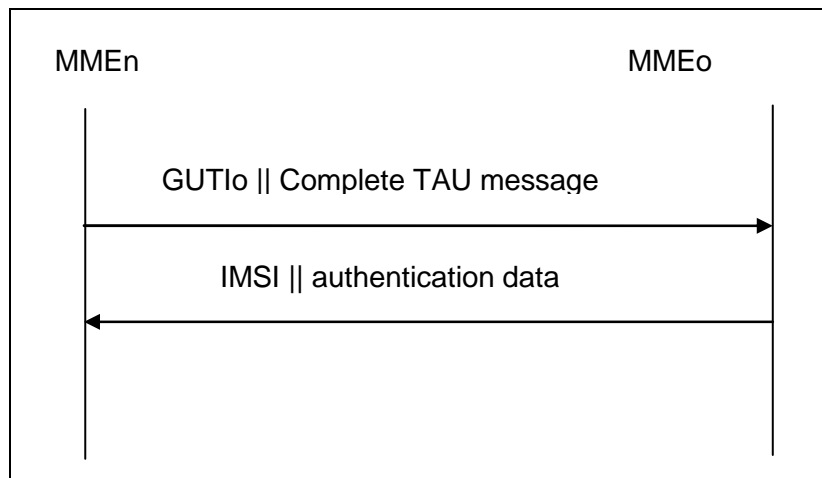 MMEn
MMEo
GUTIo || Complete TAU message
IMSI || authentication data